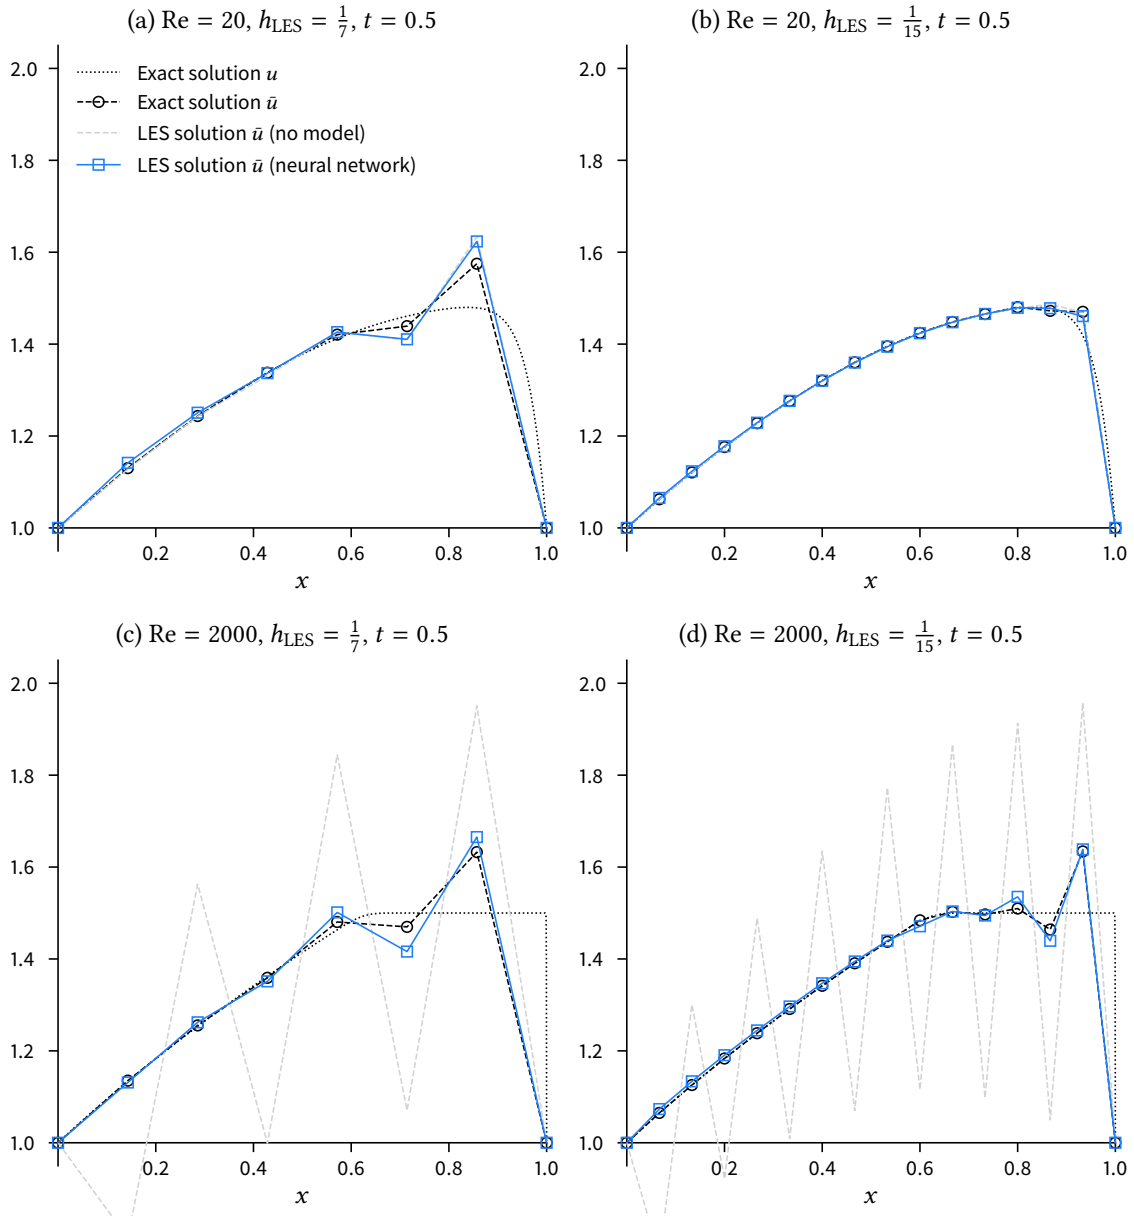 (a) Re = 20, h_LES = 1/7, t = 0.5
2.0
1.8
1.6
1.4
1.2
1.0
Exact solution u
Exact solution ū
LES solution ū (no model)
LES solution ū (neural network)
0.2 0.4 0.6 0.8 1.0
x
(b) Re = 20, h_LES = 1/15, t = 0.5
2.0
1.8
1.6
1.4
1.2
1.0
0.2 0.4 0.6 0.8 1.0
x
(c) Re = 2000, h_LES = 1/7, t = 0.5
2.0
1.8
1.6
1.4
1.2
1.0
0.2 0.4 0.6 0.8 1.0
x
(d) Re = 2000, h_LES = 1/15, t = 0.5
2.0
1.8
1.6
1.4
1.2
1.0
0.2 0.4 0.6 0.8 1.0
x